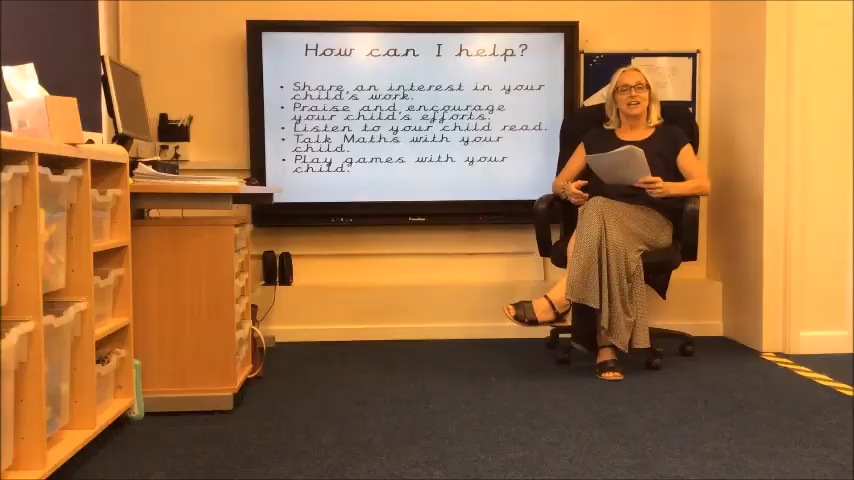 How can I help?
• Share an interest in your
child's work.
• Praise and encourage
your child's efforts.
• Listen to your child read.
• Talk Maths with your
child.
• Play games with your
child.